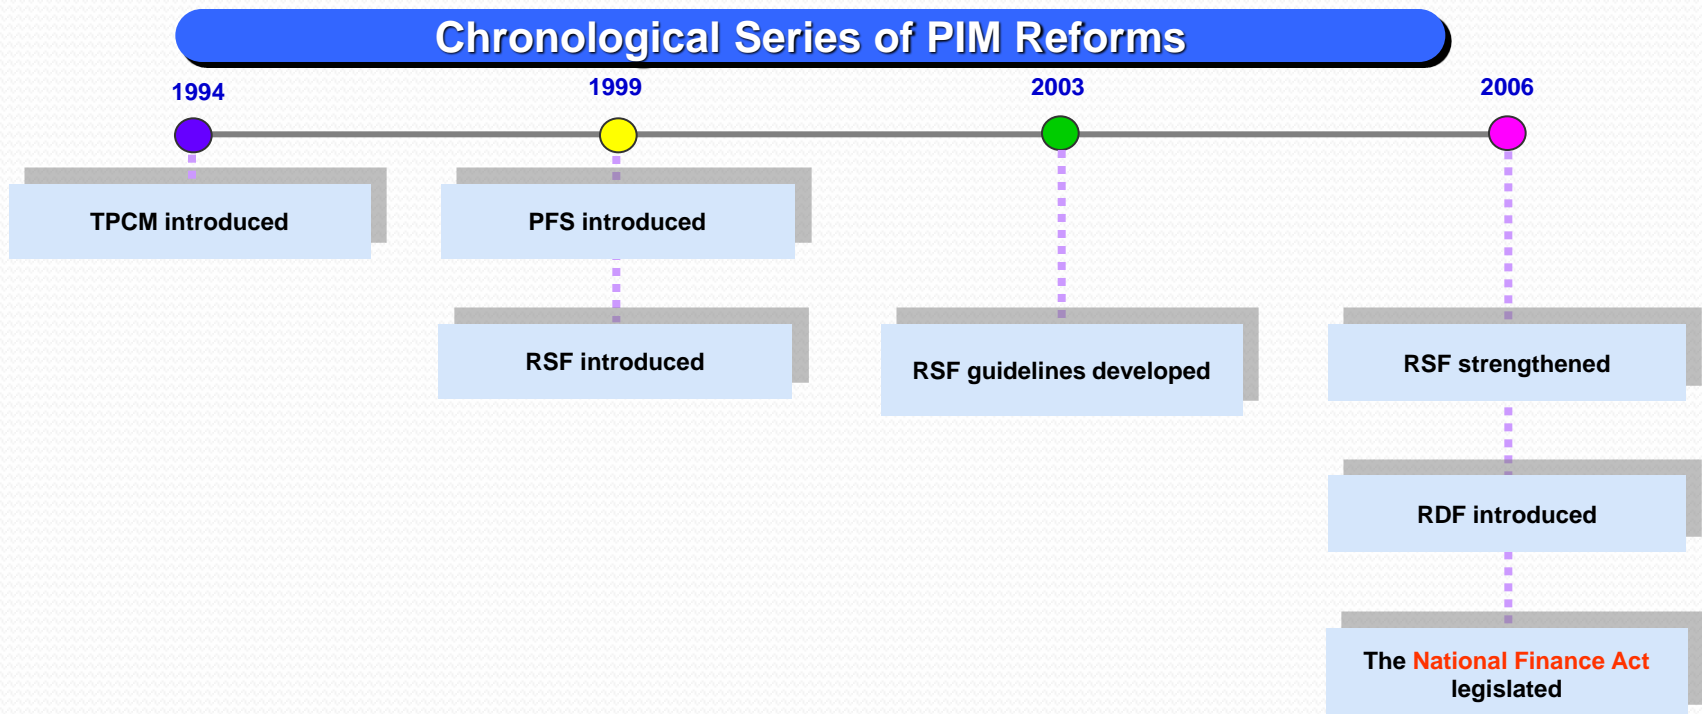 Chronological Series of PIM Reforms
1994
1999
2003
2006
TPCM introduced
PFS introduced
RSF introduced
RSF guidelines developed
RSF strengthened
RDF introduced
The National Finance Act
legislated